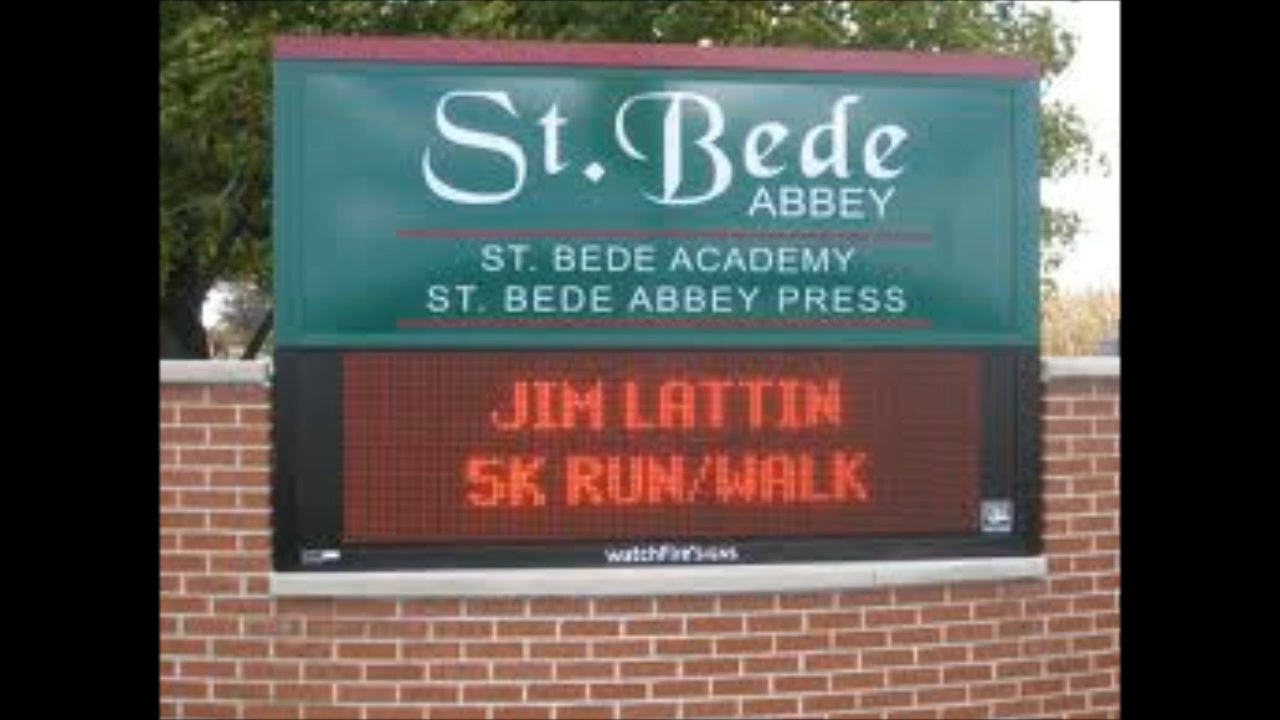 St. Bede
ABBEY
ST. BEDE ACADEMY
ST. BEDE ABBEY PRESS
JIM LATTIN
5K RUN/WALK
watchfire SIGNS